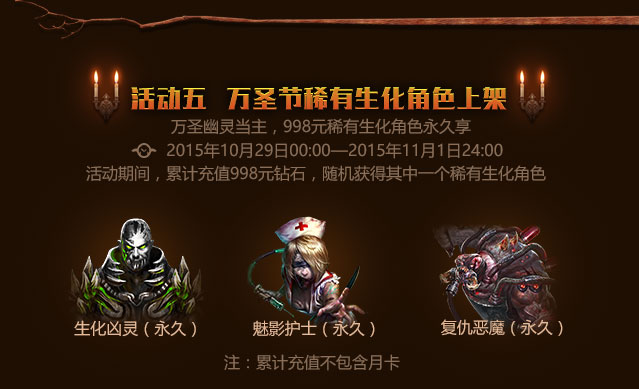 活动五 万圣节稀有生化角色上架
万圣幽灵当主，998元稀有生化角色永久享
2015年10月29日00:00—2015年11月1日24:00
活动期间，累计充值998元钻石，随机获得其中一个稀有生化角色
生化凶灵（永久） 魅影护士（永久） 复仇恶魔（永久）
注：累计充值不包含月卡